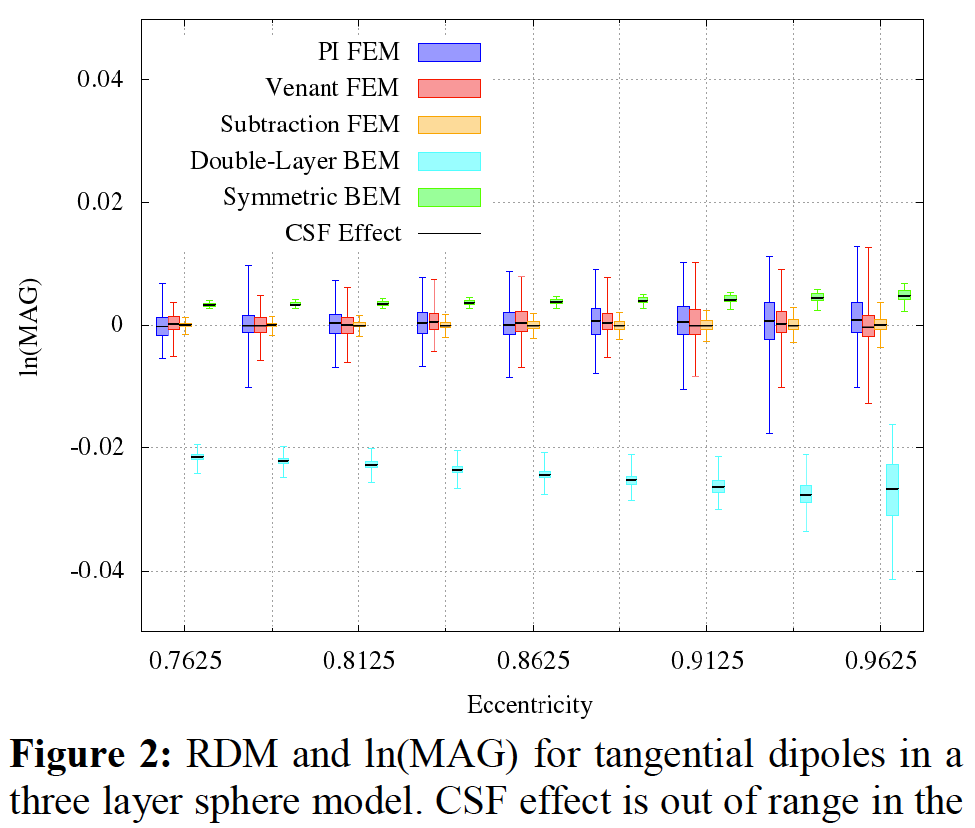 PI FEM
Venant FEM
Subtraction FEM
Double-Layer BEM
Symmetric BEM
CSF Effect
0.04
0.02
0
-0.02
-0.04
ln(MAG)
0.7625 0.8125 0.8625 0.9125 0.9625
Eccentricity
Figure 2: RDM and ln(MAG) for tangential dipoles in a
three layer sphere model. CSF effect is out of range in the